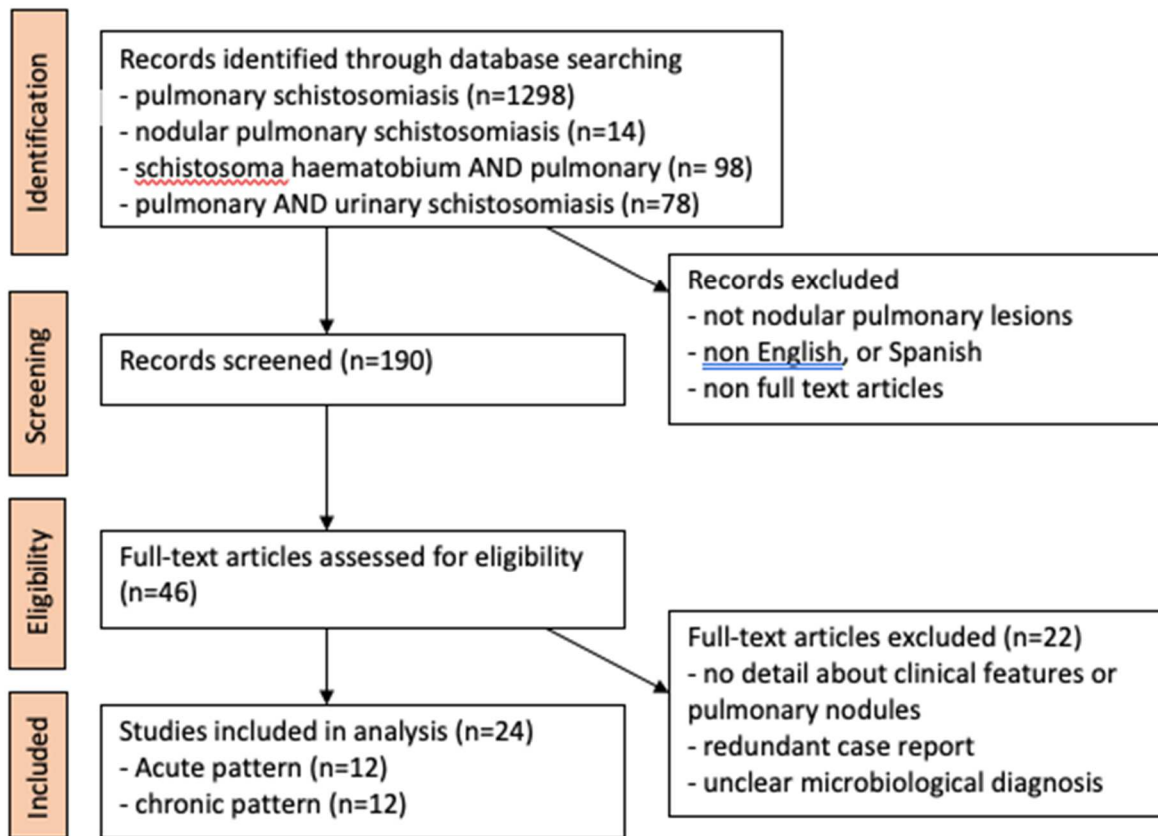 Identification
Records identified through database searching
- pulmonary schistosomiasis (n=1298)
- nodular pulmonary schistosomiasis (n=14)
- schistosoma haematobium AND pulmonary (n= 98)
- pulmonary AND urinary schistosomiasis (n=78)
Records excluded
- not nodular pulmonary lesions
- non English, or Spanish
- non full text articles
Screening
Records screened (n=190)
Eligibility
Full-text articles assessed for eligibility
(n=46)
Full-text articles excluded (n=22)
- no detail about clinical features or
pulmonary nodules
- redundant case report
- unclear microbiological diagnosis
Included
Studies included in analysis (n=24)
- Acute pattern (n=12)
- chronic pattern (n=12)